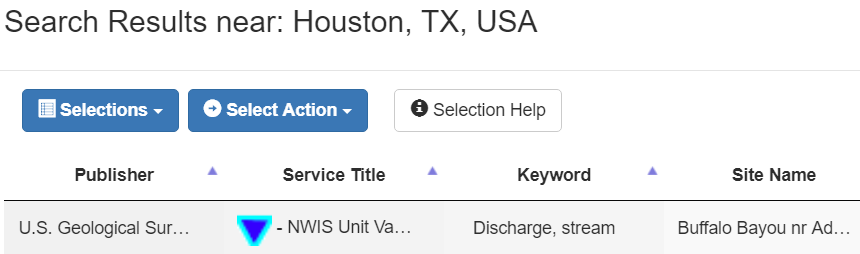 Search Results near: Houston, TX, USA
Selections Select Action Selection Help
Publisher Service Title Keyword Site Name
U.S. Geological Sur... - NWIS Unit Va... Discharge, stream Buffalo Bayou nr Ad...